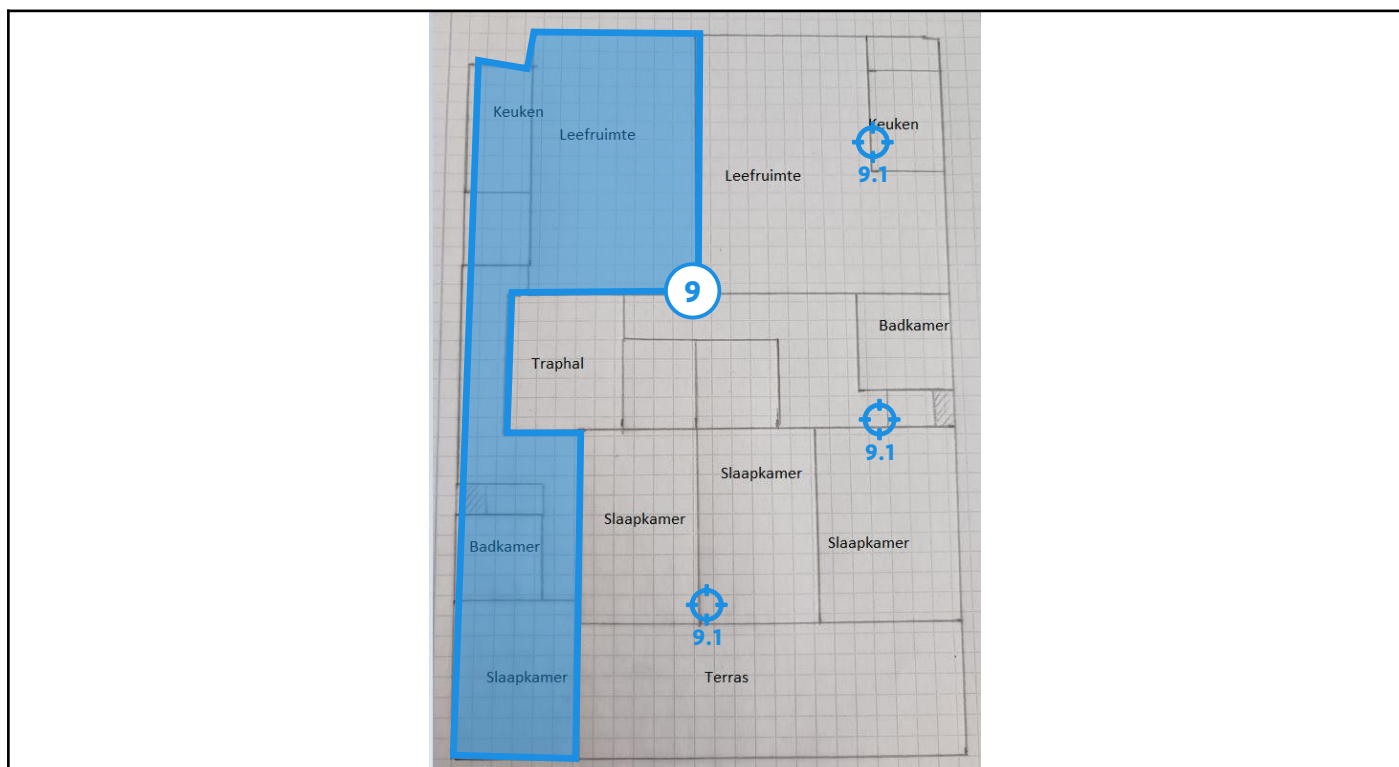 Keuken
Leefruimte
Keuken
9.1
Leefruimte
9
Badkamer
Traphal
9.1
Slaapkamer
Slaapkamer
Slaapkamer
Badkamer
9.1
Slaapkamer
Terras